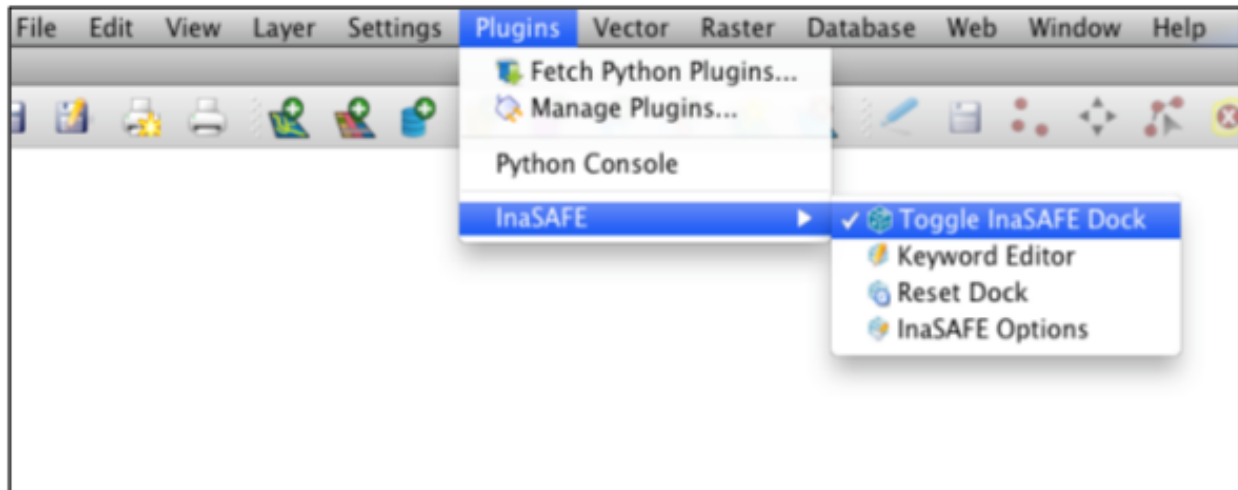 File Edit View Layer Settings Plugins Vector Raster Database Web Window Help
Fetch Python Plugins...
Manage Plugins...
Python Console
InaSAFE
Toggle InaSAFE Dock
Keyword Editor
Reset Dock
InaSAFE Options